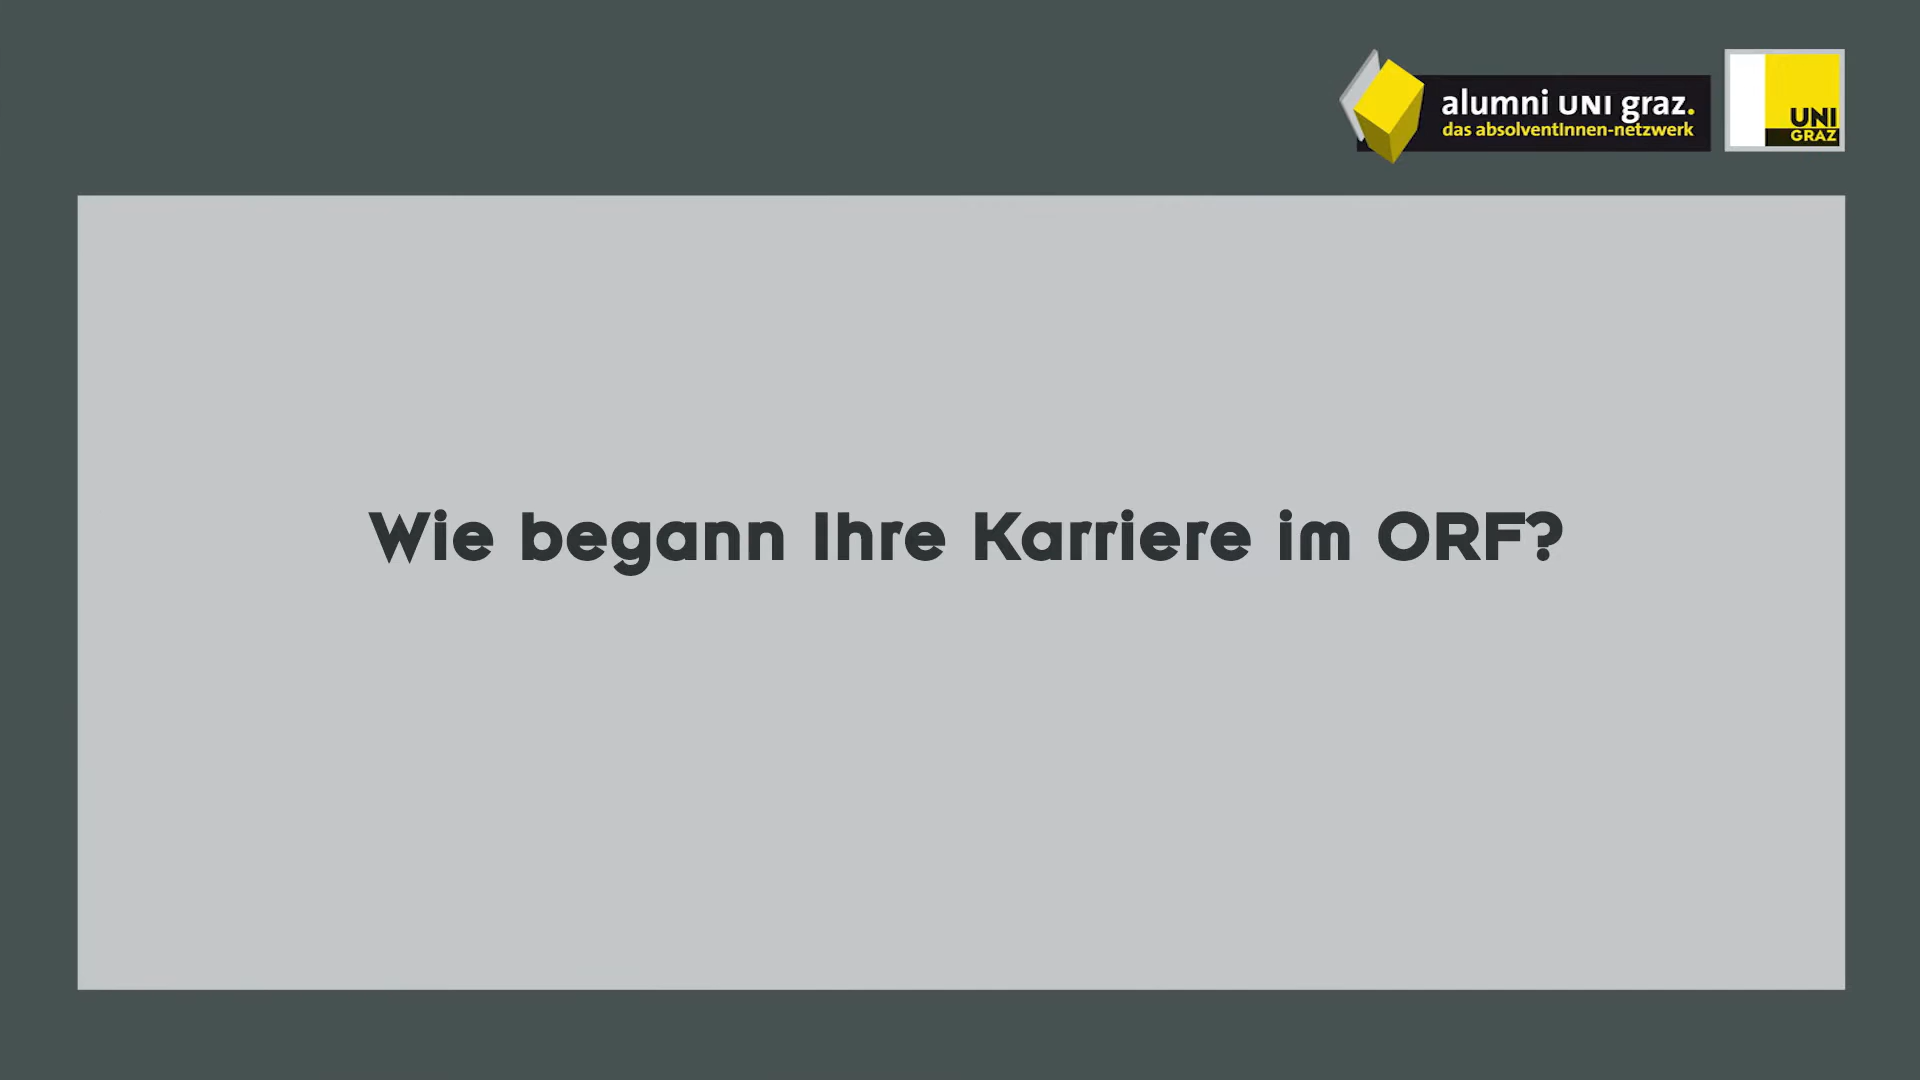 alumni UNI graz.
das absolventInnen-netzwerk
UNI
GRAZ
Wie begann Ihre Karriere im ORF?